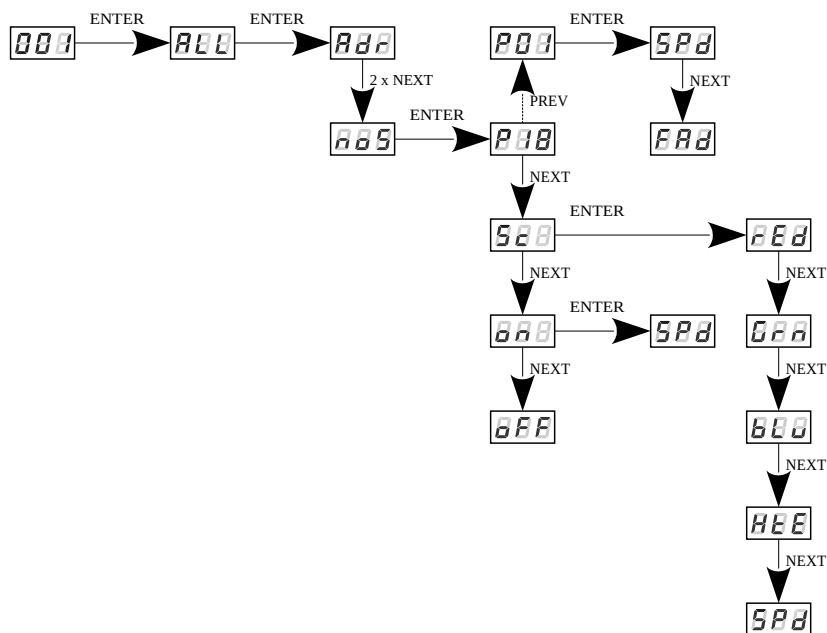 ENTER ENTER ENTER
001 ALL Adr P01 SPd
2 x NEXT NEXT
PREV
ENTER
noS P18 FAd
NEXT
ENTER
Sc rEd
NEXT NEXT
ENTER
on SPd Grn
NEXT NEXT
oFF bLu
NEXT
HtE
NEXT
SPd